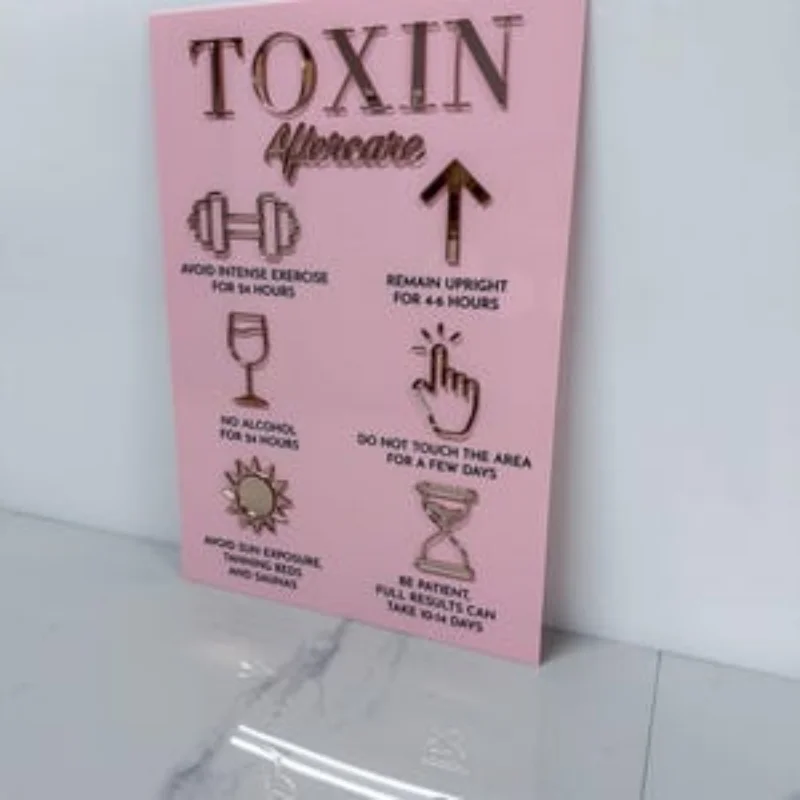 TOXIN
Aftercare
AVOID INTENSE EXERCISE
FOR 24 HOURS
REMAIN UPRIGHT
FOR 4-6 HOURS
NO ALCOHOL
FOR 24 HOURS
DO NOT TOUCH THE AREA
FOR A FEW DAYS
AVOID SUN EXPOSURE,
TANNING BEDS
AND SAUNAS
BE PATIENT,
FULL RESULTS CAN
TAKE 10-14 DAYS